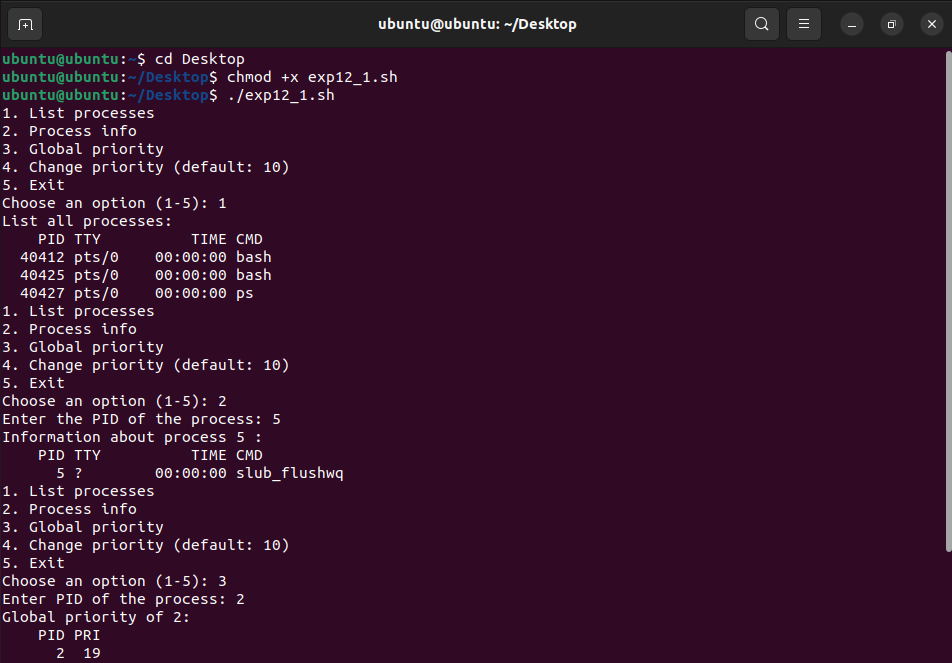 ubuntu@ubuntu: ~/Desktop
ubuntu@ubuntu:~$ cd Desktop
ubuntu@ubuntu:~/Desktop$ chmod +x exp12_1.sh
ubuntu@ubuntu:~/Desktop$ ./exp12_1.sh
1. List processes
2. Process info
3. Global priority
4. Change priority (default: 10)
5. Exit
Choose an option (1-5): 1
List all processes:
    PID TTY          TIME CMD
  40412 pts/0    00:00:00 bash
  40425 pts/0    00:00:00 bash
  40427 pts/0    00:00:00 ps
1. List processes
2. Process info
3. Global priority
4. Change priority (default: 10)
5. Exit
Choose an option (1-5): 2
Enter the PID of the process: 5
Information about process 5 :
    PID TTY          TIME CMD
      5 ?        00:00:00 slub_flushwq
1. List processes
2. Process info
3. Global priority
4. Change priority (default: 10)
5. Exit
Choose an option (1-5): 3
Enter PID of the process: 2
Global priority of 2:
    PID PRI
      2  19